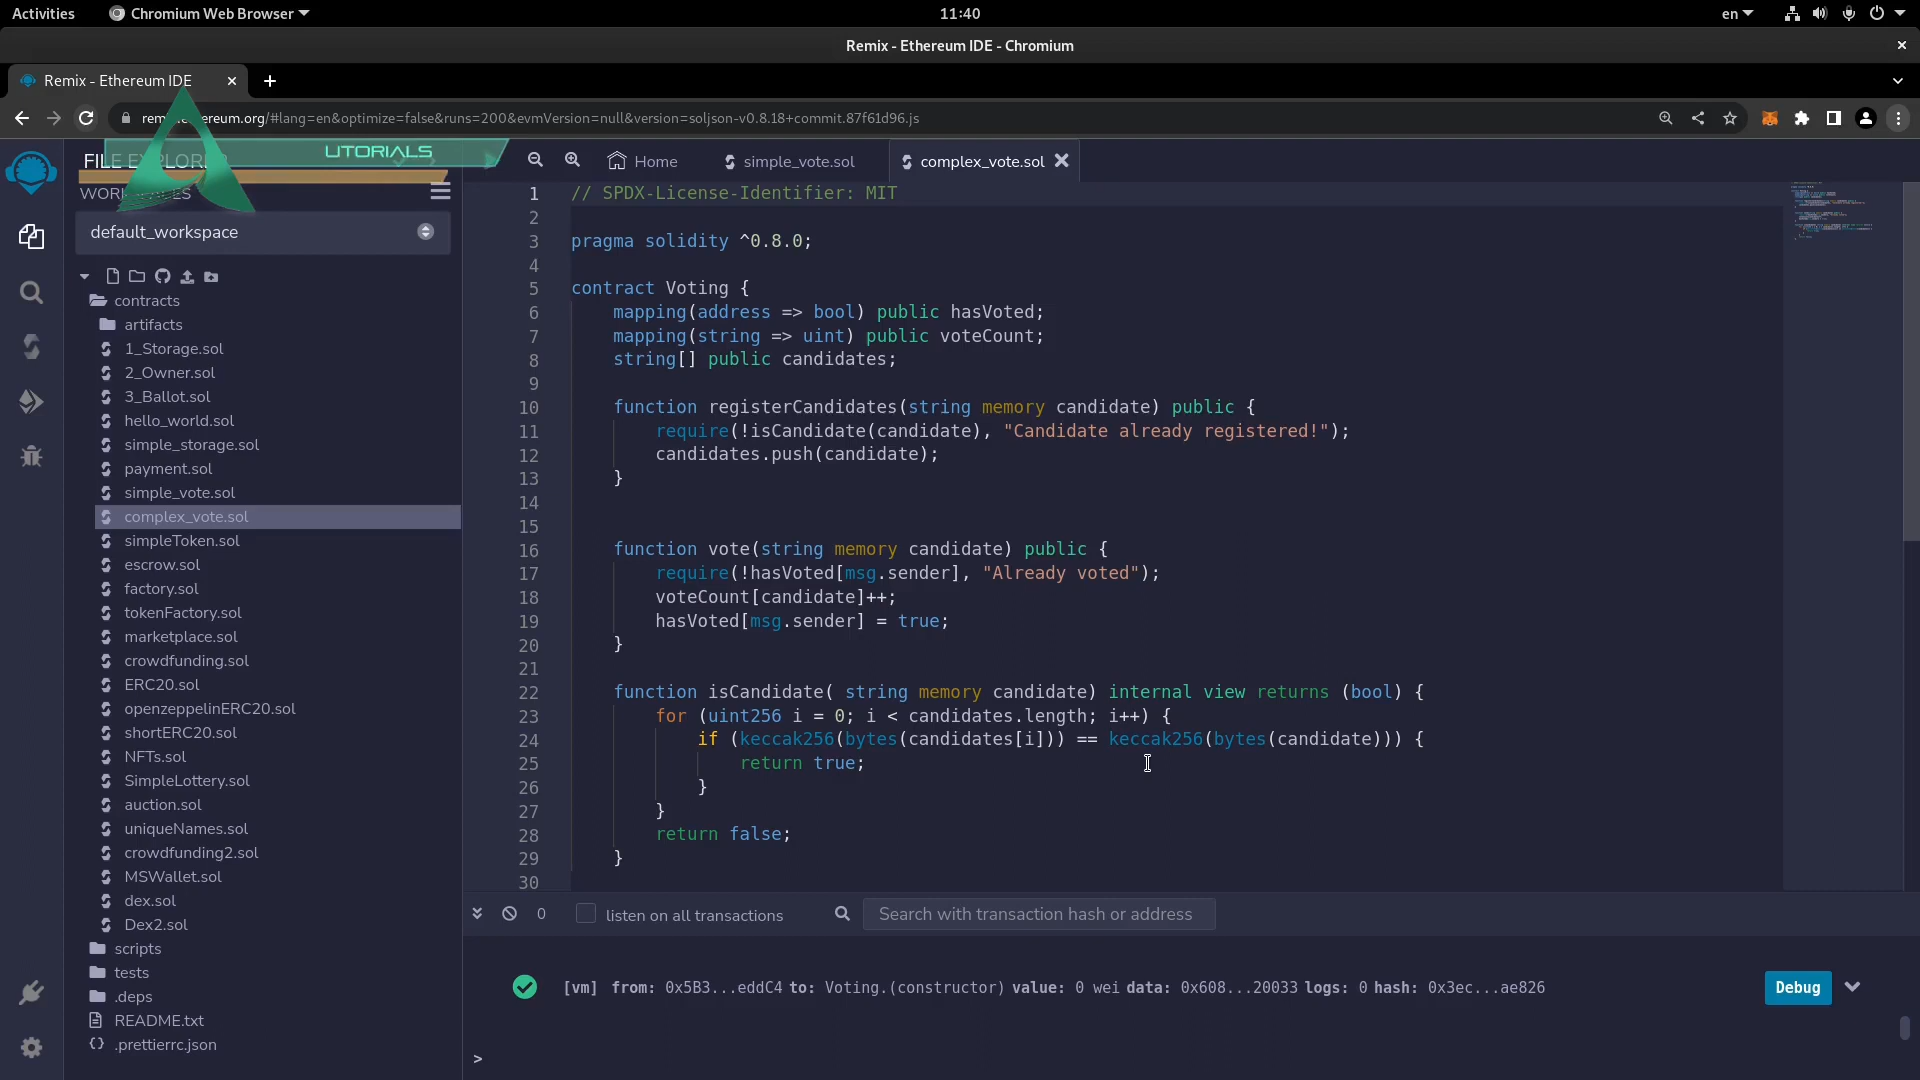 Activities
Chromium Web Browser
11:40
en
Remix - Ethereum IDE - Chromium
Remix - Ethereum IDE
remix.ethereum.org/#lang=en&optimize=false&runs=200&evmVersion=null&version=soljson-v0.8.18+commit.87f61d96.js
UTORIALS
FILE EXPLORER
WORKSPACES
default_workspace
contracts
artifacts
1_Storage.sol
2_Owner.sol
3_Ballot.sol
hello_world.sol
simple_storage.sol
payment.sol
simple_vote.sol
complex_vote.sol
simpleToken.sol
escrow.sol
factory.sol
tokenFactory.sol
marketplace.sol
crowdfunding.sol
ERC20.sol
openzeppelinERC20.sol
shortERC20.sol
NFTs.sol
SimpleLottery.sol
auction.sol
uniqueNames.sol
crowdfunding2.sol
MSWallet.sol
dex.sol
Dex2.sol
scripts
tests
.deps
README.txt
{} .prettierrc.json
Home simple_vote.sol complex_vote.sol
1 // SPDX-License-Identifier: MIT
2
3 pragma solidity ^0.8.0;
4
5 contract Voting {
6 mapping(address => bool) public hasVoted;
7 mapping(string => uint) public voteCount;
8 string[] public candidates;
9
10 function registerCandidates(string memory candidate) public {
11 require(!isCandidate(candidate), "Candidate already registered!");
12 candidates.push(candidate);
13 }
14
15
16 function vote(string memory candidate) public {
17 require(!hasVoted[msg.sender], "Already voted");
18 voteCount[candidate]++;
19 hasVoted[msg.sender] = true;
20 }
21
22 function isCandidate( string memory candidate) internal view returns (bool) {
23 for (uint256 i = 0; i < candidates.length; i++) {
24 if (keccak256(bytes(candidates[i])) == keccak256(bytes(candidate))) {
25 return true;
26 }
27 }
28 return false;
29 }
30
0 listen on all transactions Search with transaction hash or address
[vm] from: 0x5B3...eddC4 to: Voting.(constructor) value: 0 wei data: 0x608...20033 logs: 0 hash: 0x3ec...ae826
Debug
>